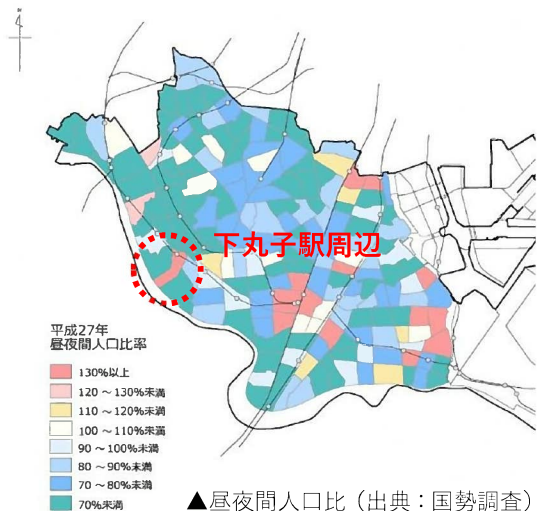 下丸子駅周辺
平成27年
昼夜間人口比率
130%以上
120～130%未満
110～120%未満
100～110%未満
90～100%未満
80～90%未満
70～80%未満
70%未満
▲昼夜間人口比（出典：国勢調査）